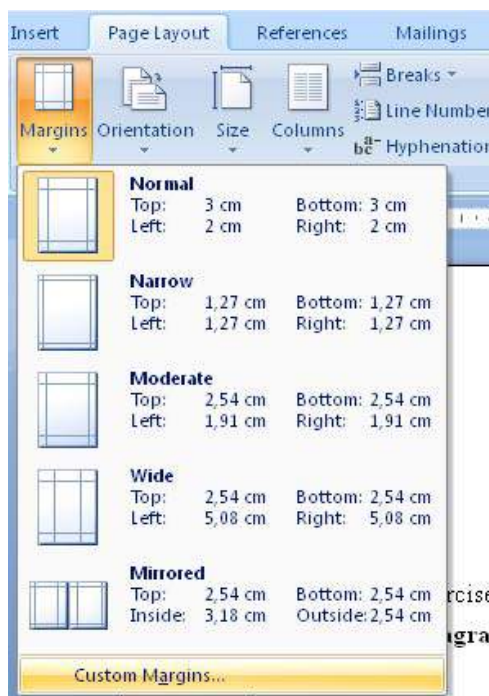 Insert Page Layout References Mailings
Breaks
Line Number
Margins Orientation Size Columns
Hyphenation
Normal
Top: 3 cm Bottom: 3 cm
Left: 2 cm Right: 2 cm
Narrow
Top: 1,27 cm Bottom: 1,27 cm
Left: 1,27 cm Right: 1,27 cm
Moderate
Top: 2,54 cm Bottom: 2,54 cm
Left: 1,91 cm Right: 1,91 cm
Wide
Top: 2,54 cm Bottom: 2,54 cm
Left: 5,08 cm Right: 5,08 cm
Mirrored
Top: 2,54 cm Bottom: 2,54 cm
Inside: 3,18 cm Outside: 2,54 cm
rcise
agra
Custom Margins...